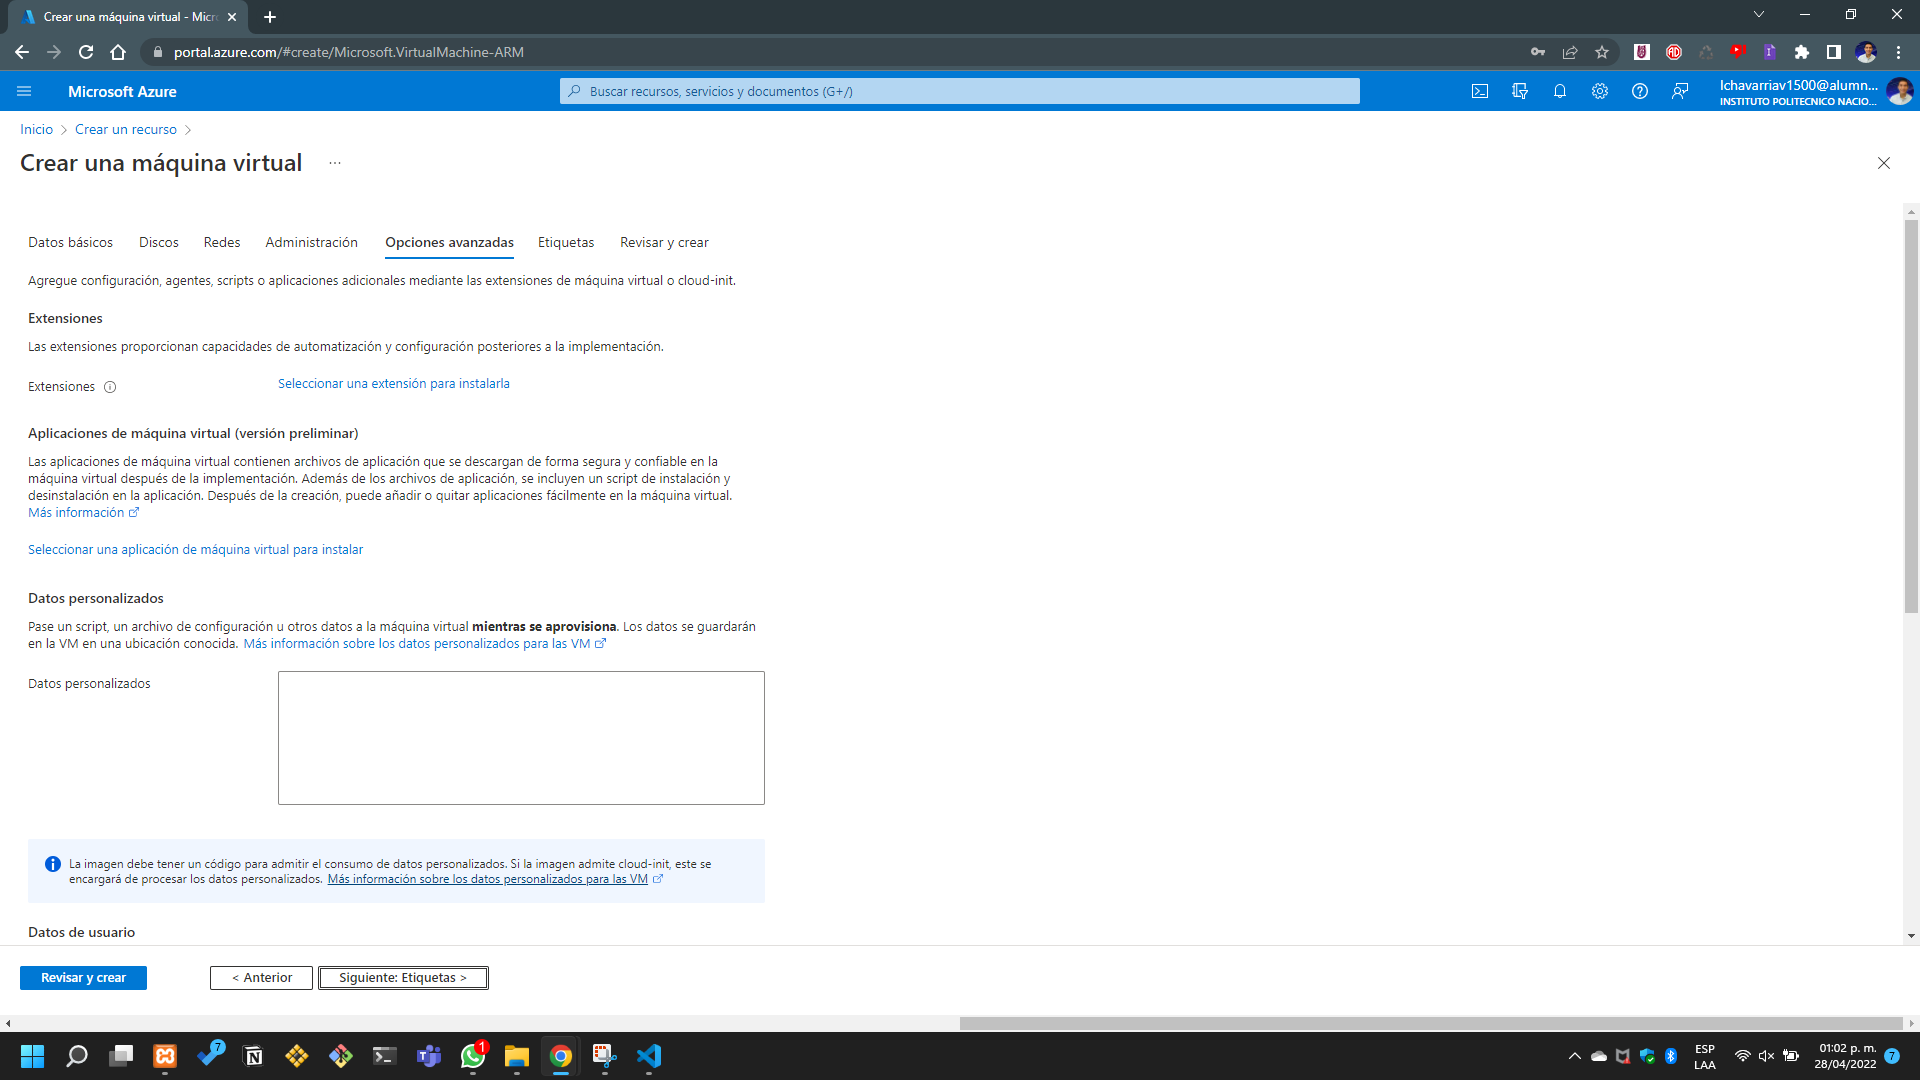 Crear una máquina virtual - Micr
portal.azure.com/#create/Microsoft.VirtualMachine-ARM
Microsoft Azure
Buscar recursos, servicios y documentos (G+/)
lchavarriav1500@alumn...
INSTITUTO POLITECNICO NACIO...
Inicio > Crear un recurso >
Crear una máquina virtual ...
Datos básicos Discos Redes Administración Opciones avanzadas Etiquetas Revisar y crear
Agregue configuración, agentes, scripts o aplicaciones adicionales mediante las extensiones de máquina virtual o cloud-init.
Extensiones
Las extensiones proporcionan capacidades de automatización y configuración posteriores a la implementación.
Extensiones Seleccionar una extensión para instalarla
Aplicaciones de máquina virtual (versión preliminar)
Las aplicaciones de máquina virtual contienen archivos de aplicación que se descargan de forma segura y confiable en la
máquina virtual después de la implementación. Además de los archivos de aplicación, se incluyen un script de instalación y
desinstalación en la aplicación. Después de la creación, puede añadir o quitar aplicaciones fácilmente en la máquina virtual.
Más información
Seleccionar una aplicación de máquina virtual para instalar
Datos personalizados
Pase un script, un archivo de configuración u otros datos a la máquina virtual mientras se aprovisiona. Los datos se guardarán
en la VM en una ubicación conocida. Más información sobre los datos personalizados para las VM
Datos personalizados
La imagen debe tener un código para admitir el consumo de datos personalizados. Si la imagen admite cloud-init, este se
encargará de procesar los datos personalizados. Más información sobre los datos personalizados para las VM
Datos de usuario
Revisar y crear < Anterior Siguiente: Etiquetas >
7
1
ESP
LAA
01:02 p. m.
28/04/2022
7